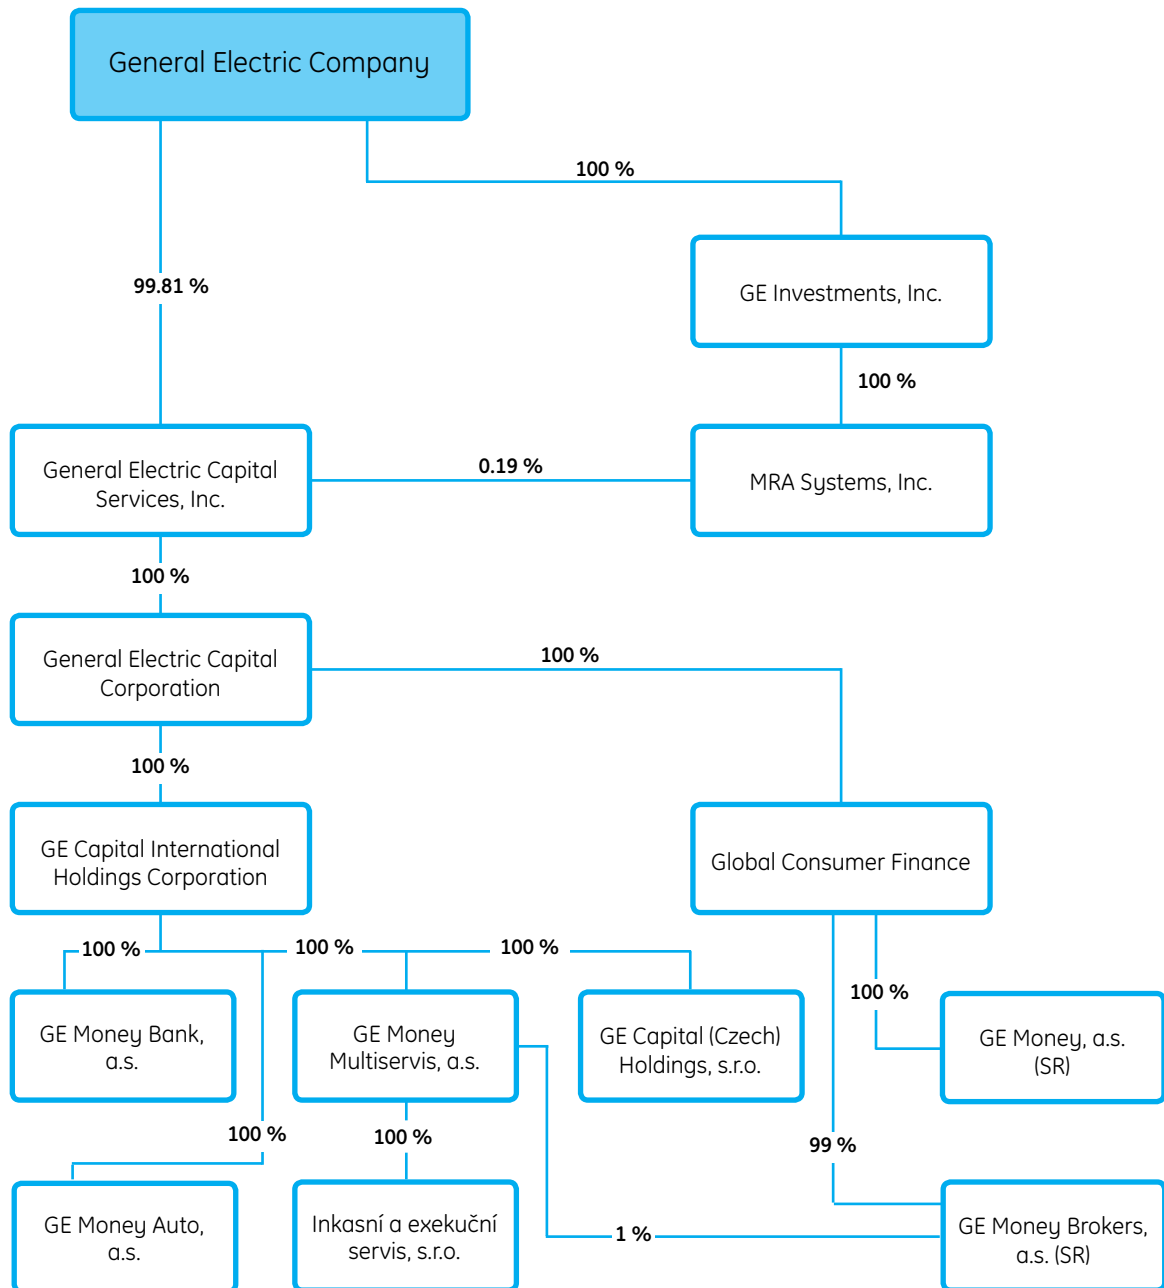 General Electric Company
100 %
99.81 %
GE Investments, Inc.
100 %
General Electric Capital
Services, Inc.
0.19 %
MRA Systems, Inc.
100 %
General Electric Capital
Corporation
100 %
100 %
GE Capital International
Holdings Corporation
Global Consumer Finance
100 %
100 %
100 %
100 %
GE Money Bank,
a.s.
GE Money
Multiservis, a.s.
GE Capital (Czech)
Holdings, s.r.o.
GE Money, a.s.
(SR)
100 %
100 %
99 %
GE Money Auto,
a.s.
Inkasní a exekuční
servis, s.r.o.
1 %
GE Money Brokers,
a.s. (SR)